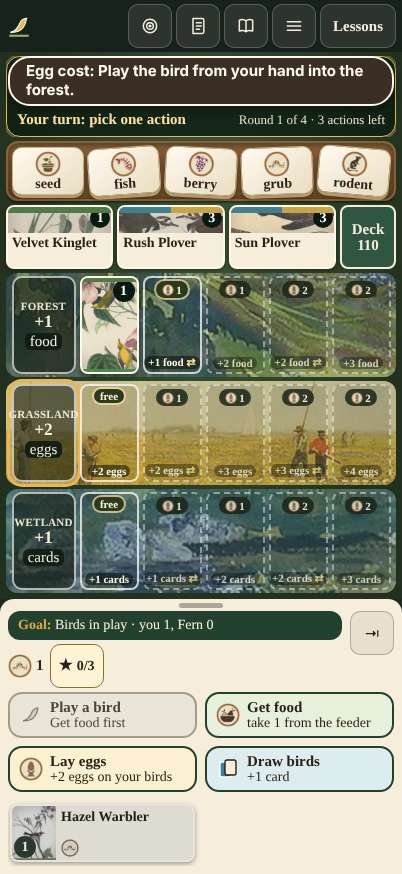 Lessons
Egg cost: Play the bird from your hand into the
forest.
Your turn: pick one action
Round 1 of 4 · 3 actions left
seed
fish
berry
grub
rodent
1
3
3
Velvet Kinglet
Rush Plover
Sun Plover
Deck
110
FOREST
+1
food
1
1
1
2
2
+1 food ⇄
+2 food
+2 food ⇄
+3 food
GRASSLAND
+2
eggs
free
1
1
2
2
+2 eggs
+2 eggs ⇄
+3 eggs
+3 eggs ⇄
+4 eggs
WETLAND
+1
cards
free
1
1
2
2
+1 cards
+1 cards ⇄
+2 cards
+2 cards ⇄
+3 cards
Goal: Birds in play · you 1, Fern 0
1
★ 0/3
Play a bird
Get food first
Get food
take 1 from the feeder
Lay eggs
+2 eggs on your birds
Draw birds
+1 card
Hazel Warbler
1